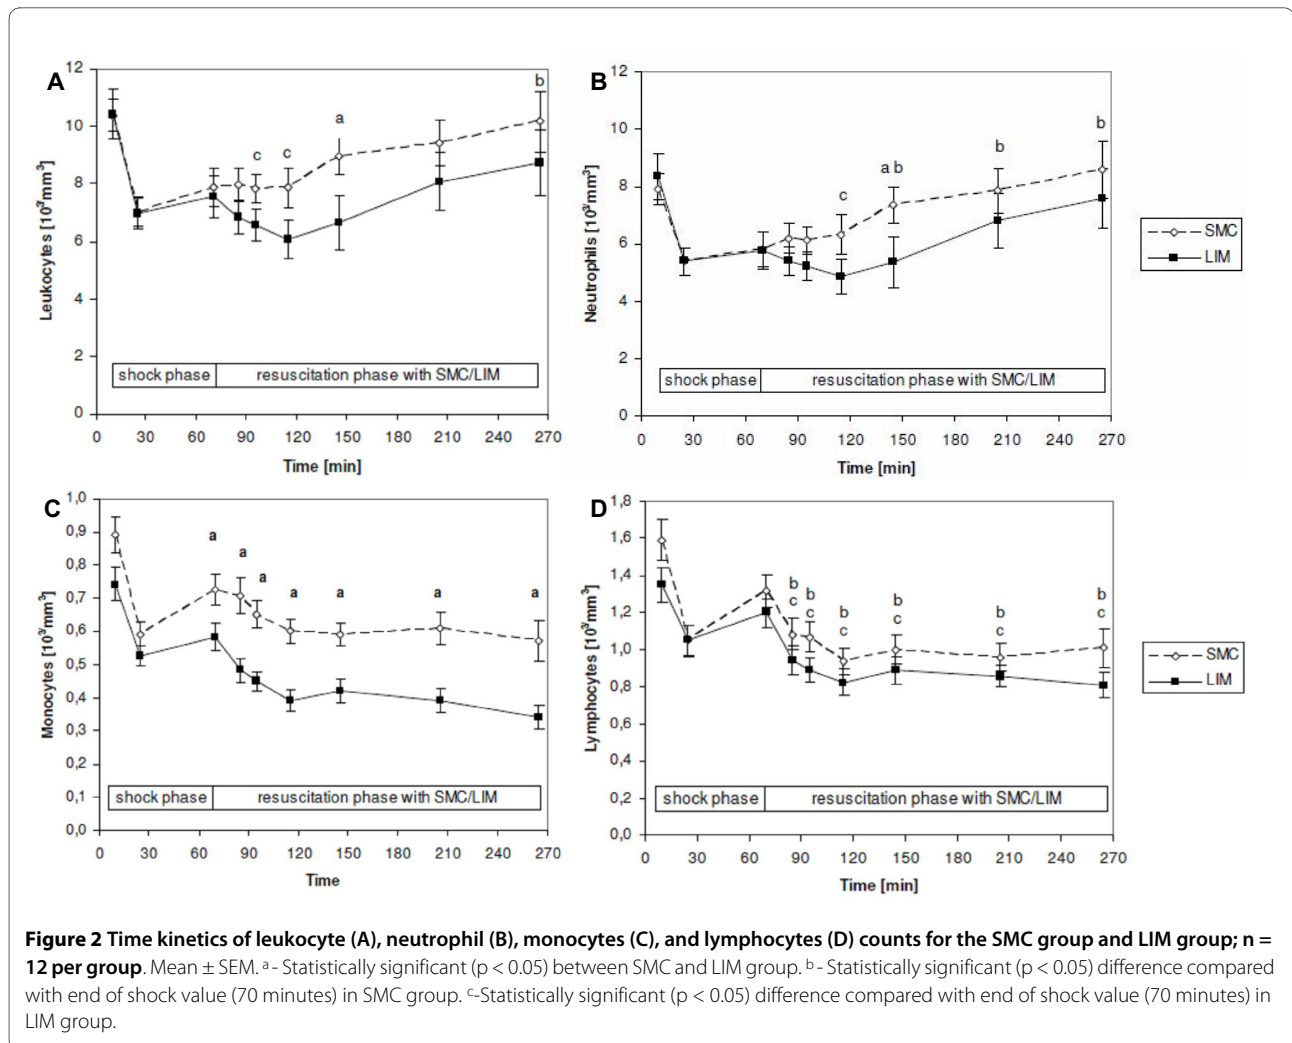 A
12
10
8
6
4
2
0
Leukocytes [10³/mm³]
c c a b
shock phase resuscitation phase with SMC/LIM
0 30 60 90 120 150 180 210 240 270
Time [min]
B
12
10
8
6
4
2
0
Neutrophils [10³/mm³]
c a b b b
shock phase resuscitation phase with SMC/LIM
0 30 60 90 120 150 180 210 240 270
Time [min]
SMC
LIM
C
1,0
0,9
0,8
0,7
0,6
0,5
0,4
0,3
0,2
0,1
0,0
Monocytes [10³/mm³]
a a a a a a a
shock phase resuscitation phase with SMC/LIM
0 30 60 90 120 150 180 210 240 270
Time
D
1,8
1,6
1,4
1,2
1,0
0,8
0,6
0,4
0,2
0,0
Lymphocytes [10³/mm³]
b b b b b b
c c c c c c
shock phase resuscitation phase with SMC/LIM
0 30 60 90 120 150 180 210 240 270
Time [min]
SMC
LIM
Figure 2 Time kinetics of leukocyte (A), neutrophil (B), monocytes (C), and lymphocytes (D) counts for the SMC group and LIM group; n =
12 per group. Mean ± SEM. ᵃ - Statistically significant (p < 0.05) between SMC and LIM group. ᵇ - Statistically significant (p < 0.05) difference compared
with end of shock value (70 minutes) in SMC group. ᶜ-Statistically significant (p < 0.05) difference compared with end of shock value (70 minutes) in
LIM group.